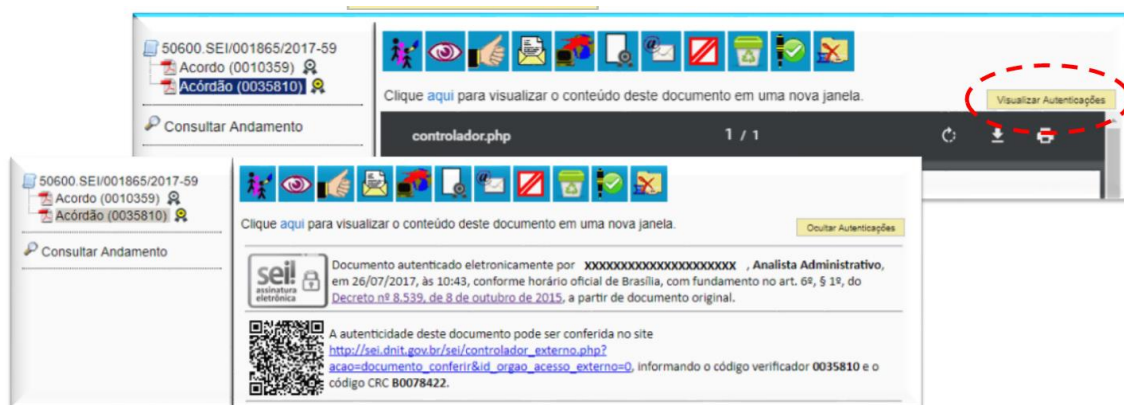 50600.SEI/001865/2017-59
Acordo (0010359)
Acórdão (0035810)
Consultar Andamento
Clique aqui para visualizar o conteúdo deste documento em uma nova janela.
Visualizar Autenticações
controlador.php 1 / 1
50600.SEI/001865/2017-59
Acordo (0010359)
Acórdão (0035810)
Consultar Andamento
Clique aqui para visualizar o conteúdo deste documento em uma nova janela.
Ocultar Autenticações
sei!
assinatura
eletrônica
Documento autenticado eletronicamente por XXXXXXXXXXXXXXXXXXXXX , Analista Administrativo,
em 26/07/2017, às 10:43, conforme horário oficial de Brasília, com fundamento no art. 6º, § 1º, do
Decreto nº 8.539, de 8 de outubro de 2015, a partir de documento original.
A autenticidade deste documento pode ser conferida no site
http://sei.dnit.gov.br/sei/controlador_externo.php?
acao=documento_conferir&id_orgao_acesso_externo=0, informando o código verificador 0035810 e o
código CRC B0078422.